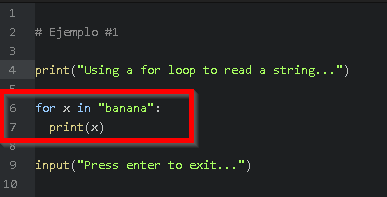 1
2 # Ejemplo #1
3
4 print("Using a for loop to read a string...")
5
6 for x in "banana":
7   print(x)
8
9 input("Press enter to exit...")
10